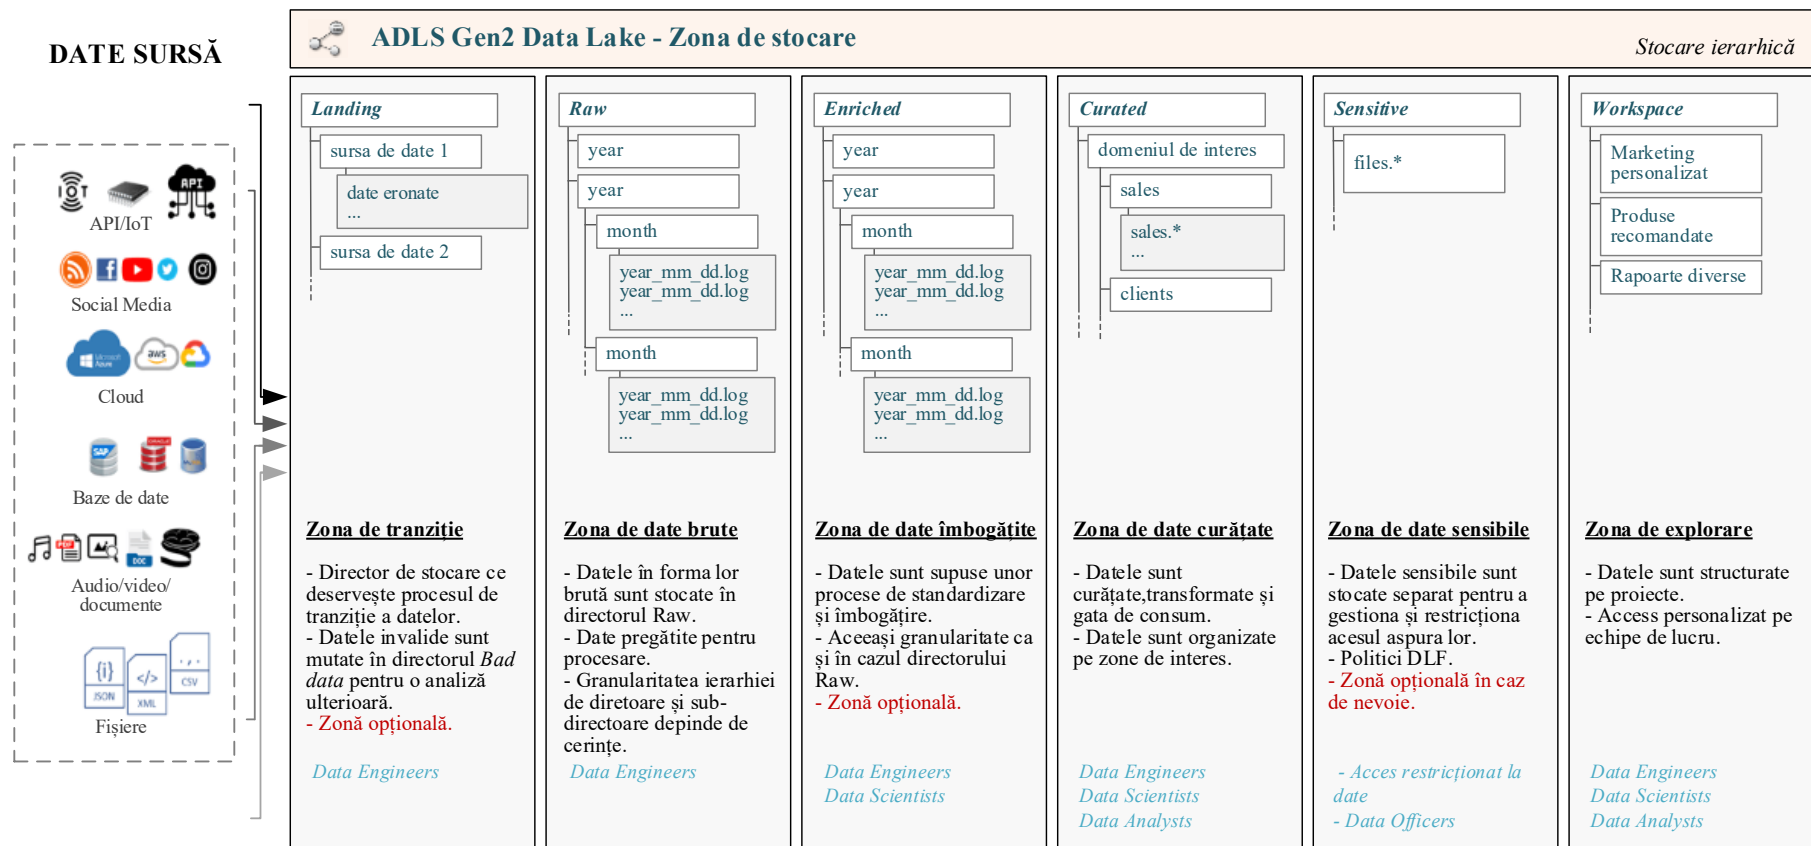 DATE SURSĂ
ADLS Gen2 Data Lake - Zona de stocare
Stocare ierarhică
IOT
API
API/IoT
Social Media
Microsoft
Azure
aws
Cloud
SAP
ORACLE
Baze de date
PDF
DOC
Audio/video/
documente
{i}
JSON
</>
XML
,,,
CSV
Fișiere
Landing
sursa de date 1
date eronate
...
sursa de date 2
Zona de tranziție
- Director de stocare ce
deservește procesul de
tranziție a datelor.
- Datele invalide sunt
mutate în directorul Bad
data pentru o analiză
ulterioară.
- Zonă opțională.
Data Engineers
Raw
year
year
month
year_mm_dd.log
year_mm_dd.log
...
month
year_mm_dd.log
year_mm_dd.log
...
Zona de date brute
- Datele în forma lor
brută sunt stocate în
directorul Raw.
- Date pregătite pentru
procesare.
- Granularitatea ierarhiei
de diretoare și sub-
directoare depinde de
cerințe.
Data Engineers
Enriched
year
year
month
year_mm_dd.log
year_mm_dd.log
...
month
year_mm_dd.log
year_mm_dd.log
...
Zona de date îmbogățite
- Datele sunt supuse unor
procese de standardizare
și îmbogățire.
- Aceeași granularitate ca
și în cazul directorului
Raw.
- Zonă opțională.
Data Engineers
Data Scientists
Curated
domeniul de interes
sales
sales.*
...
clients
Zona de date curățate
- Datele sunt
curățate,transformate și
gata de consum.
- Datele sunt organizate
pe zone de interes.
Data Engineers
Data Scientists
Data Analysts
Sensitive
files.*
Zona de date sensibile
- Datele sensibile sunt
stocate separat pentru a
gestiona și restricționa
acesul aspura lor.
- Politici DLF.
- Zonă opțională în caz
de nevoie.
- Acces restricționat la
date
- Data Officers
Workspace
Marketing
personalizat
Produse
recomandate
Rapoarte diverse
Zona de explorare
- Datele sunt structurate
pe proiecte.
- Access personalizat pe
echipe de lucru.
Data Engineers
Data Scientists
Data Analysts